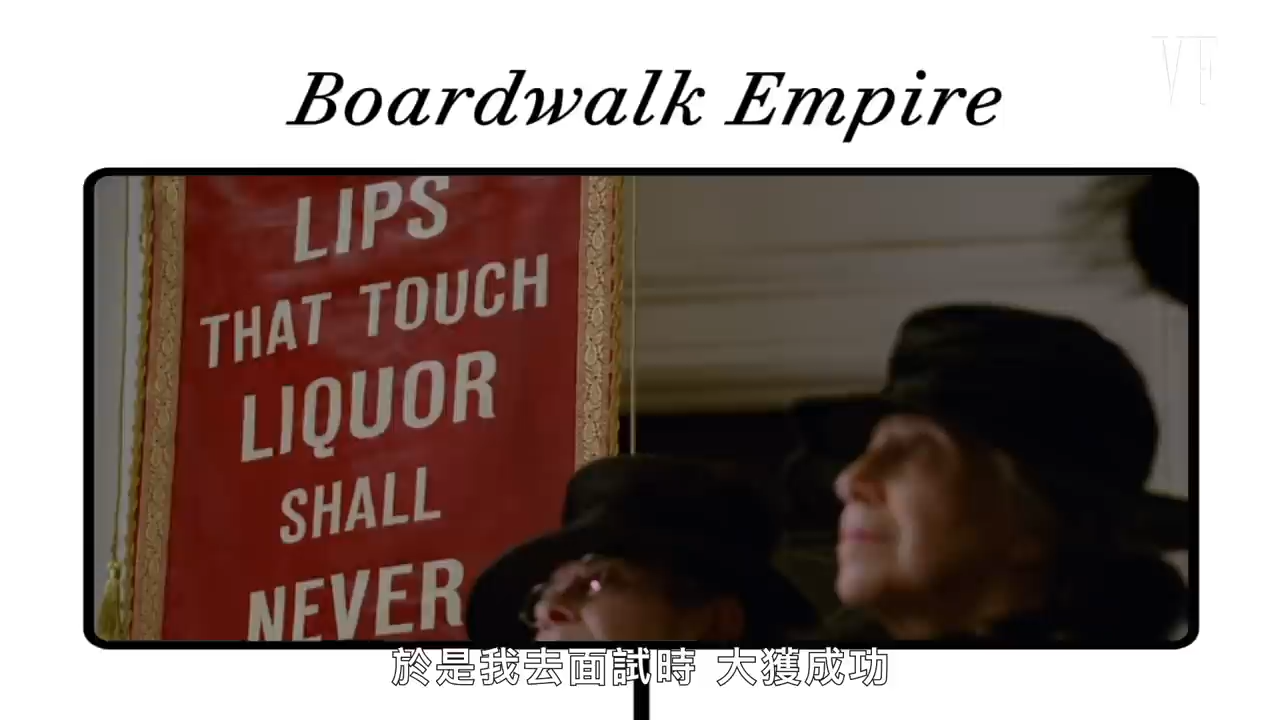 VF
Boardwalk Empire
LIPS
THAT TOUCH
LIQUOR
SHALL
NEVER
於是我去面試時 大獲成功